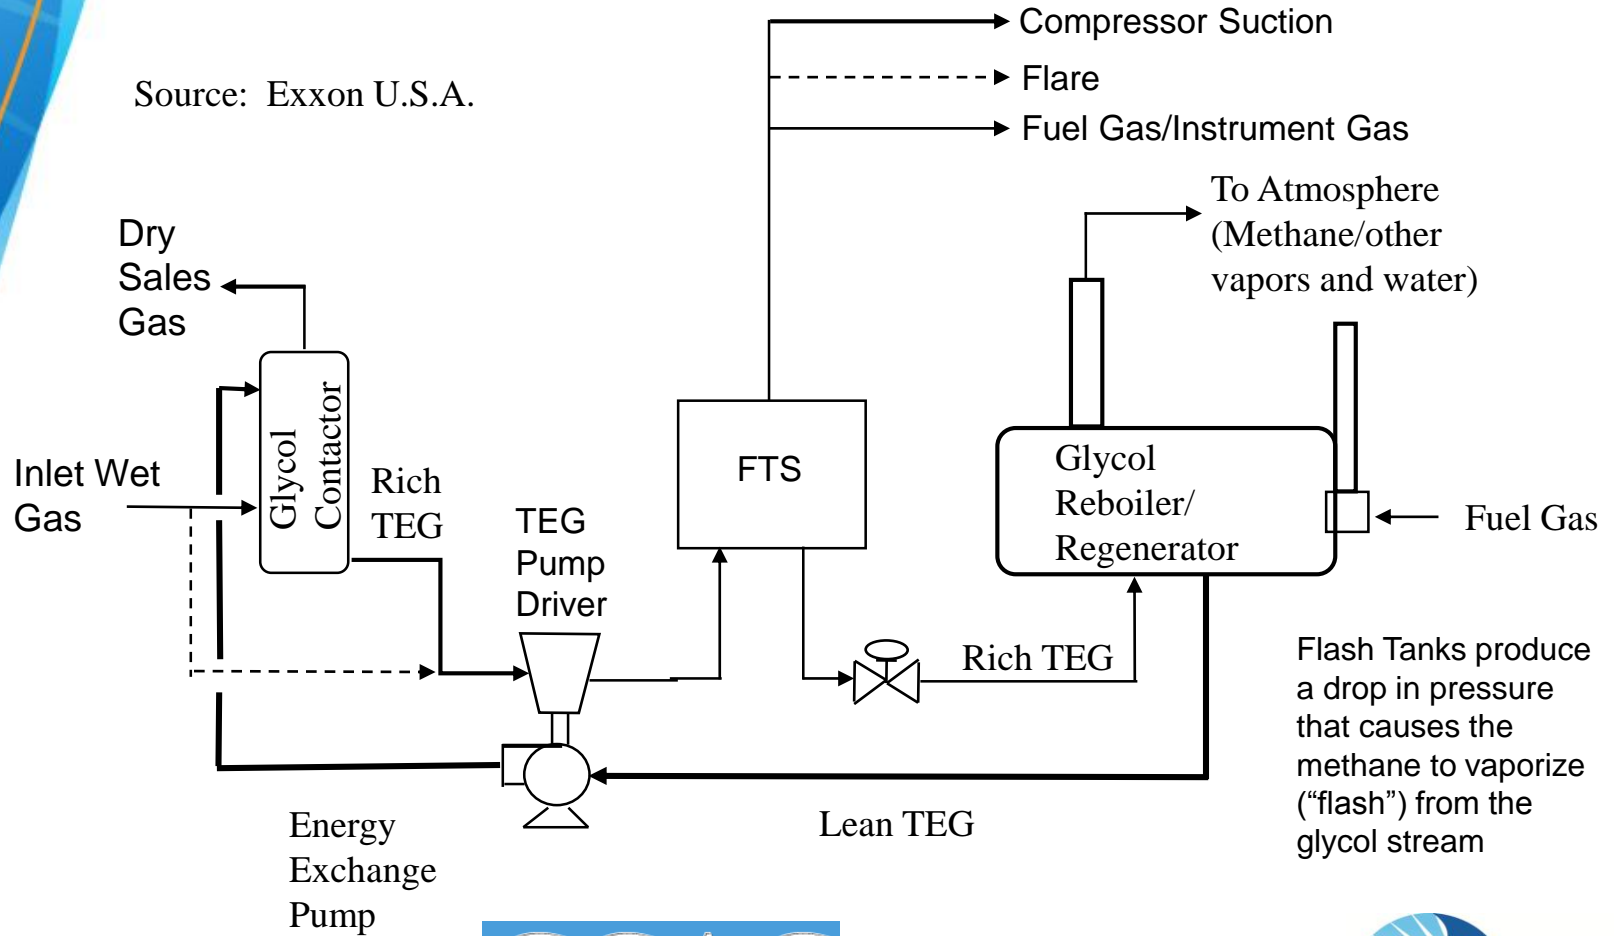 Compressor Suction
Flare
Source:  Exxon U.S.A.
Fuel Gas/Instrument Gas
To Atmosphere
(Methane/other
vapors and water)
Dry
Sales
Gas
Glycol
Contactor
Inlet Wet
Gas
Rich
TEG
TEG
Pump
Driver
FTS
Glycol
Reboiler/
Regenerator
Fuel Gas
Rich TEG
Flash Tanks produce
a drop in pressure
that causes the
methane to vaporize
(“flash”) from the
glycol stream
Lean TEG
Energy
Exchange
Pump